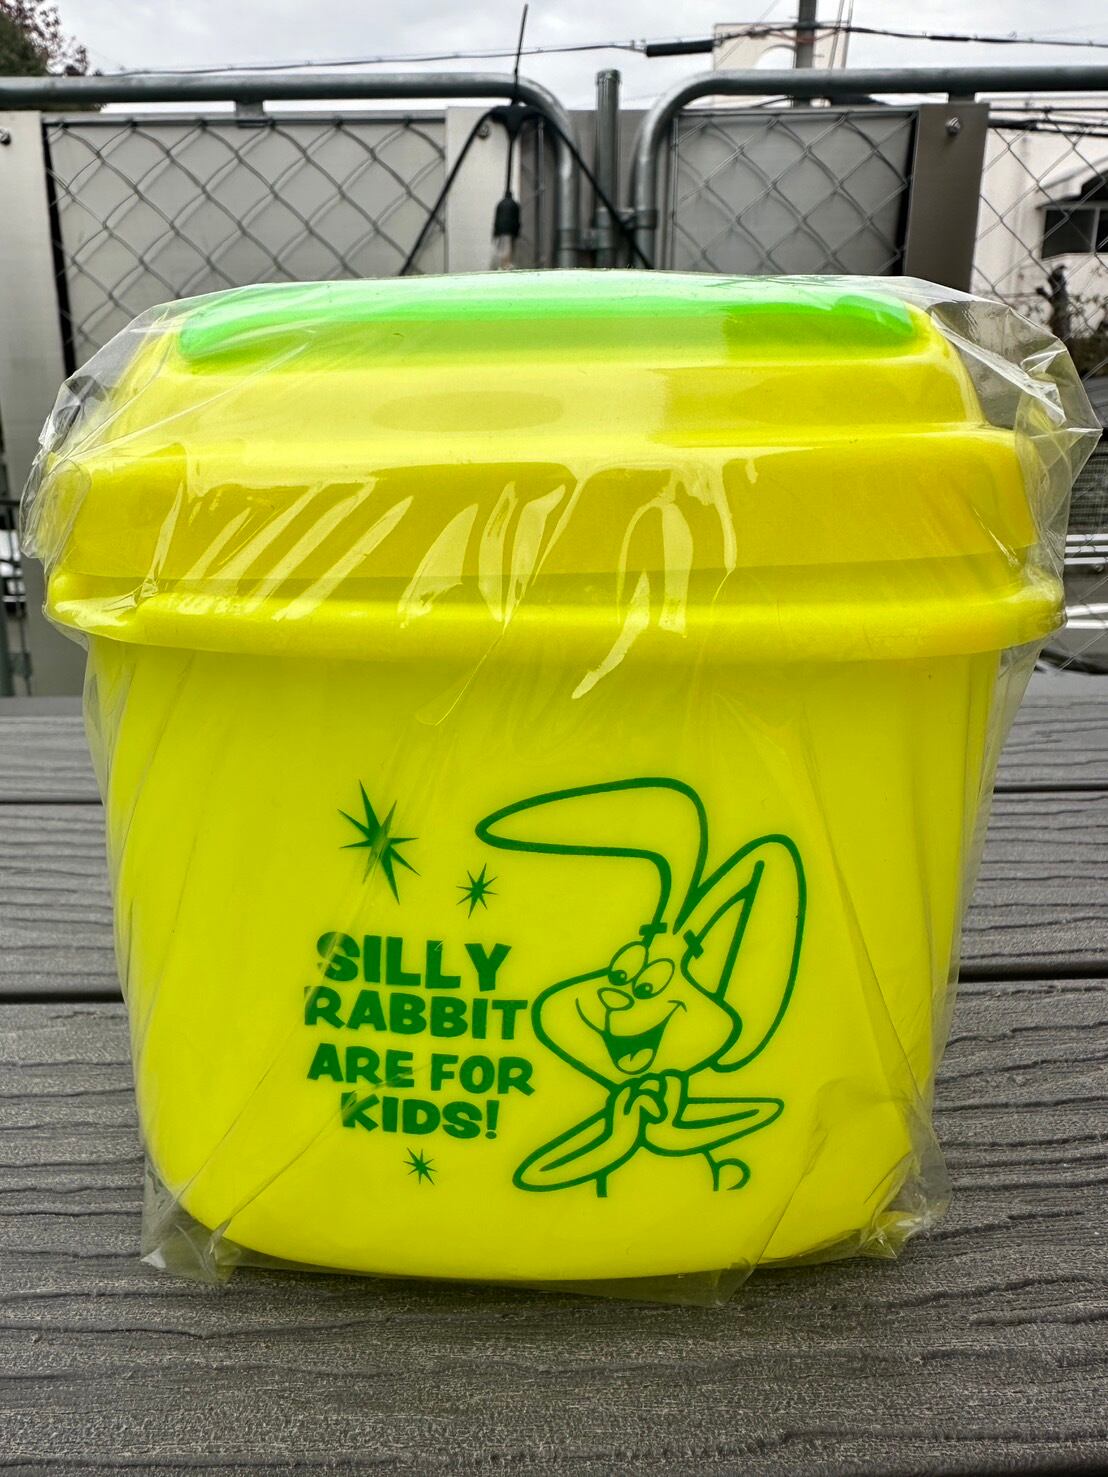 SILLY
RABBIT
ARE FOR
KIDS!